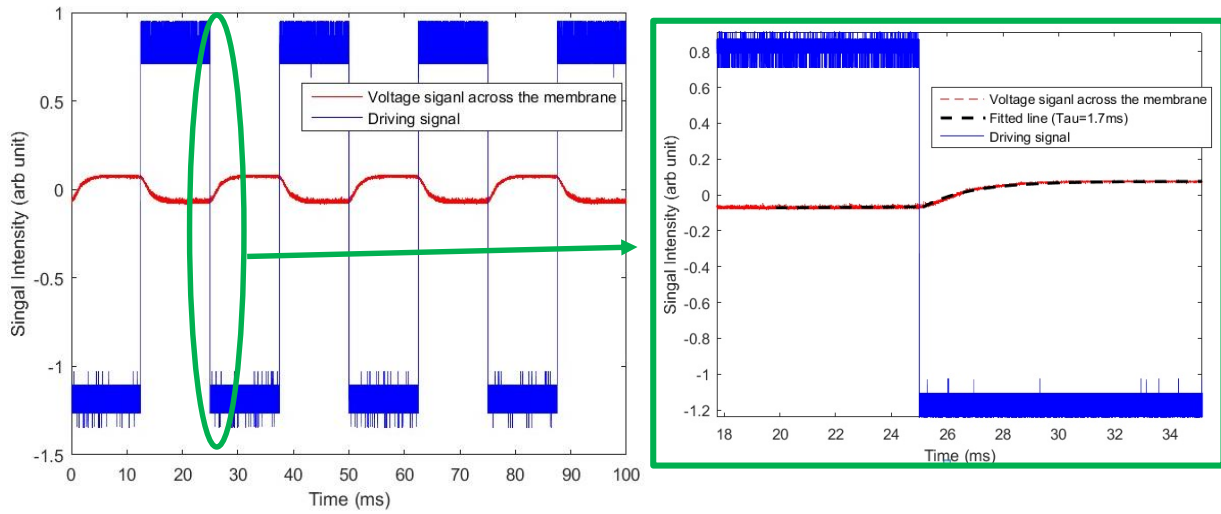 1
0.5
0
-0.5
-1
-1.5
Singal Intensity (arb unit)
Voltage siganl across the membrane
Driving signal
0 10 20 30 40 50 60 70 80 90 100
Time (ms)
0.8
0.6
0.4
0.2
0
-0.2
-0.4
-0.6
-0.8
-1
-1.2
Singal Intensity (arb unit)
Voltage siganl across the membrane
Fitted line (Tau=1.7ms)
Driving signal
18 20 22 24 26 28 30 32 34
Time (ms)